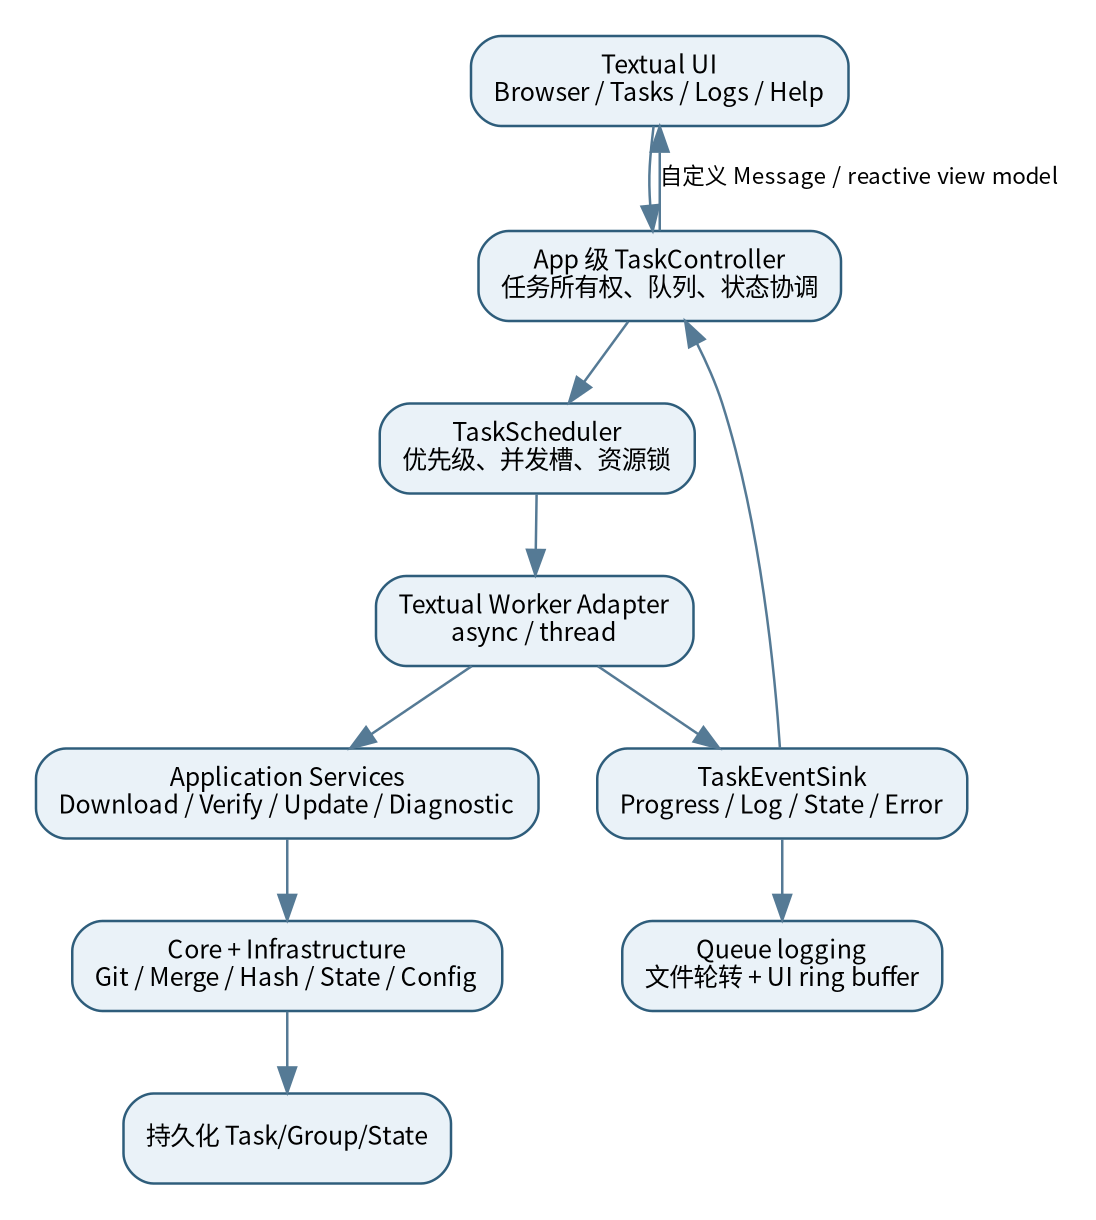 Textual UI
Browser / Tasks / Logs / Help
自定义 Message / reactive view model
App 级 TaskController
任务所有权、队列、状态协调
TaskScheduler
优先级、并发槽、资源锁
Textual Worker Adapter
async / thread
Application Services
Download / Verify / Update / Diagnostic
TaskEventSink
Progress / Log / State / Error
Core + Infrastructure
Git / Merge / Hash / State / Config
Queue logging
文件轮转 + UI ring buffer
持久化 Task/Group/State